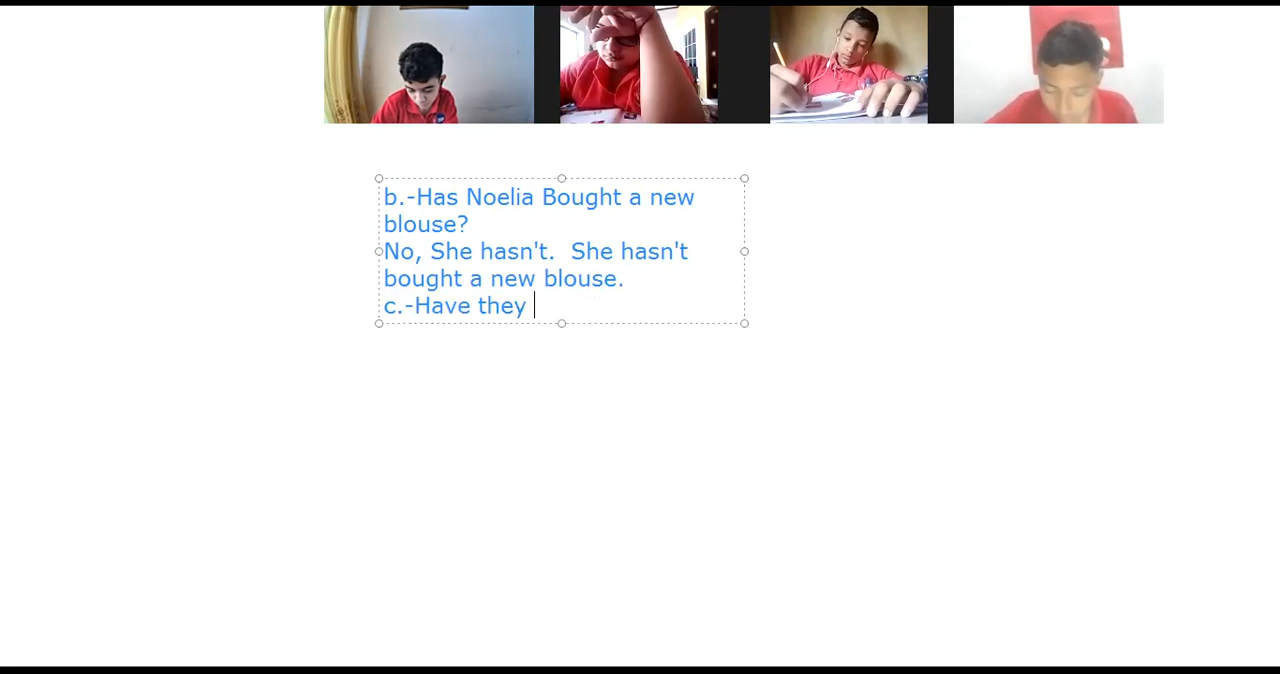 b.-Has Noelia Bought a new
blouse?
No, She hasn't.  She hasn't
bought a new blouse.
c.-Have they